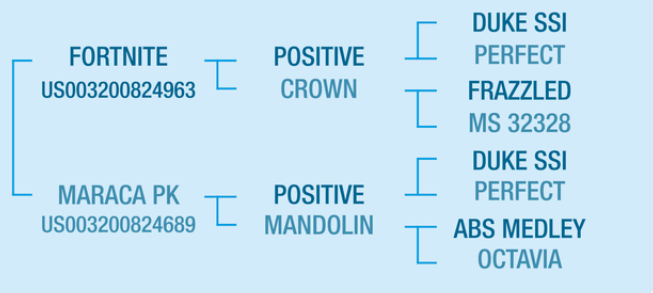 DUKE SSI
FORTNITE
POSITIVE
PERFECT
US003200824963
CROWN
FRAZZLED
MS 32328
DUKE SSI
MARACA PK
POSITIVE
PERFECT
US003200824689
MANDOLIN
ABS MEDLEY
OCTAVIA